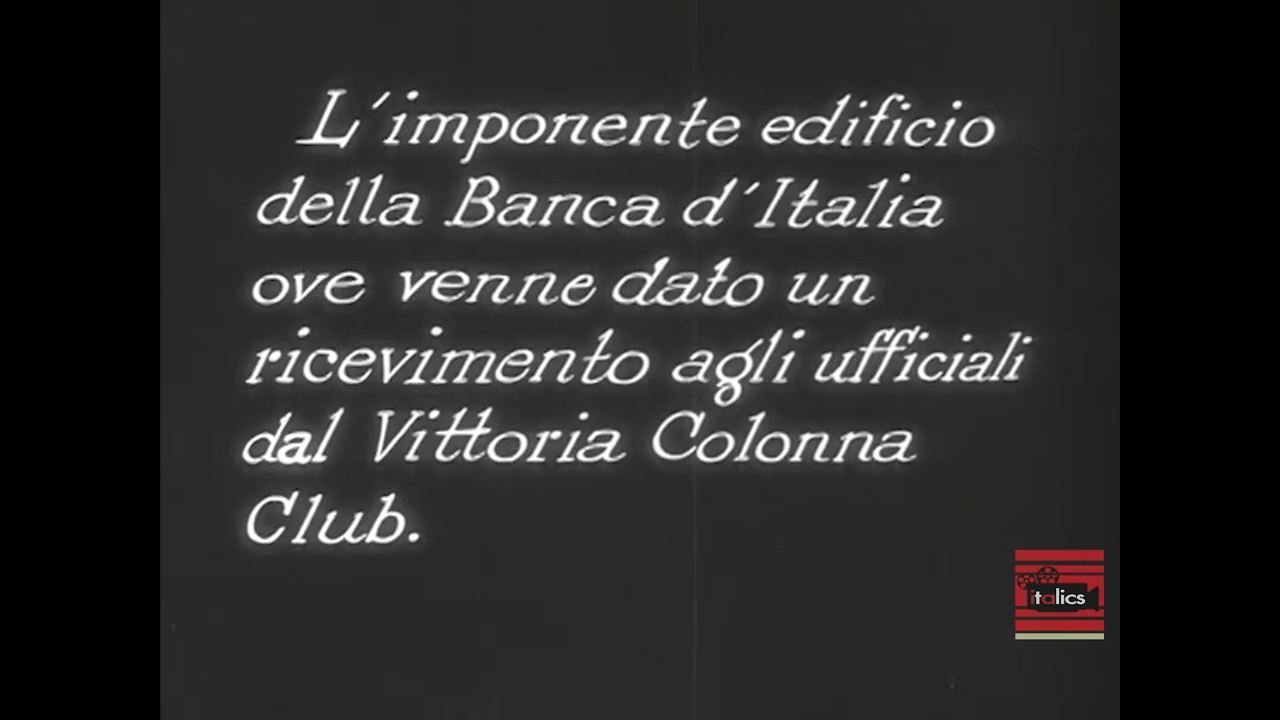 L'imponente edificio
della Banca d'Italia
ove venne dato un
ricevimento agli ufficiali
dal Vittoria Colonna
Club.
italics